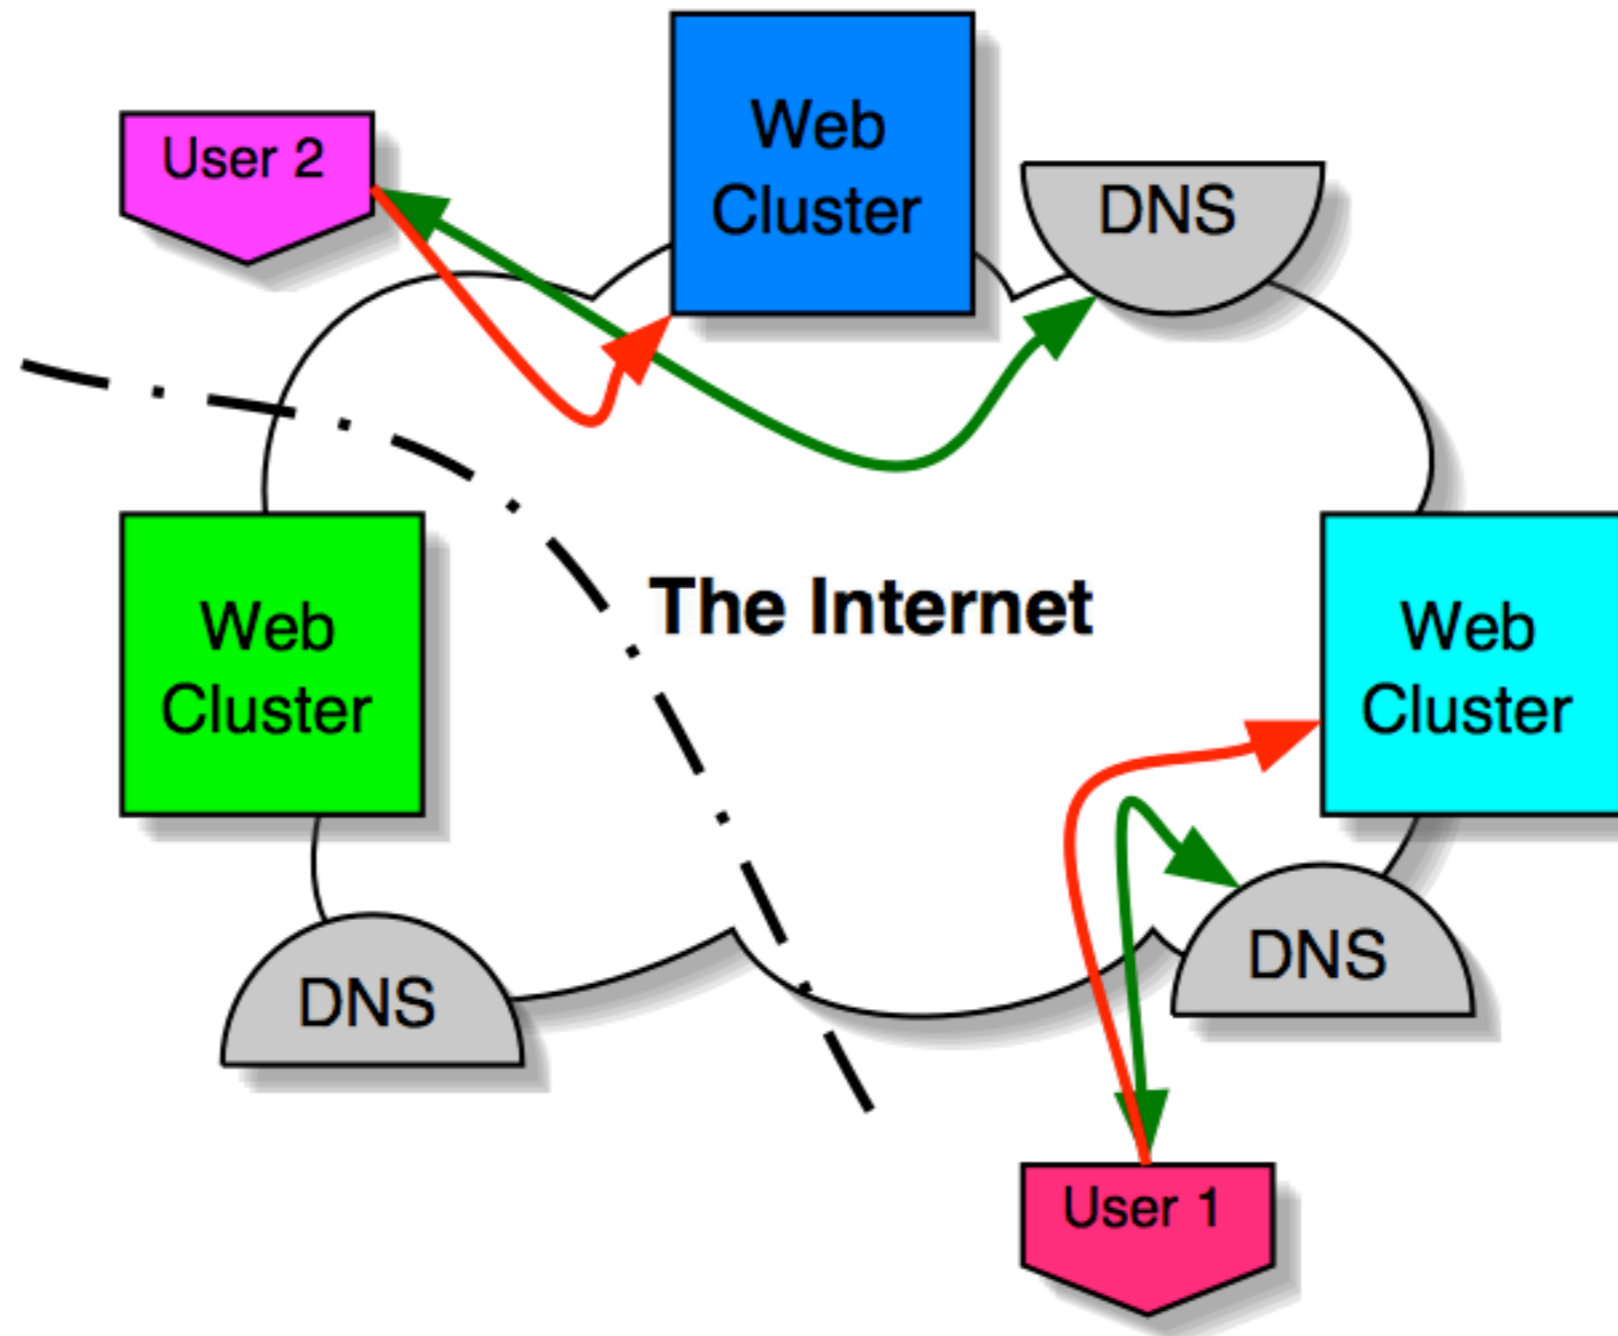 User 2
Web
Cluster
DNS
The Internet
Web
Cluster
Web
Cluster
DNS
DNS
User 1